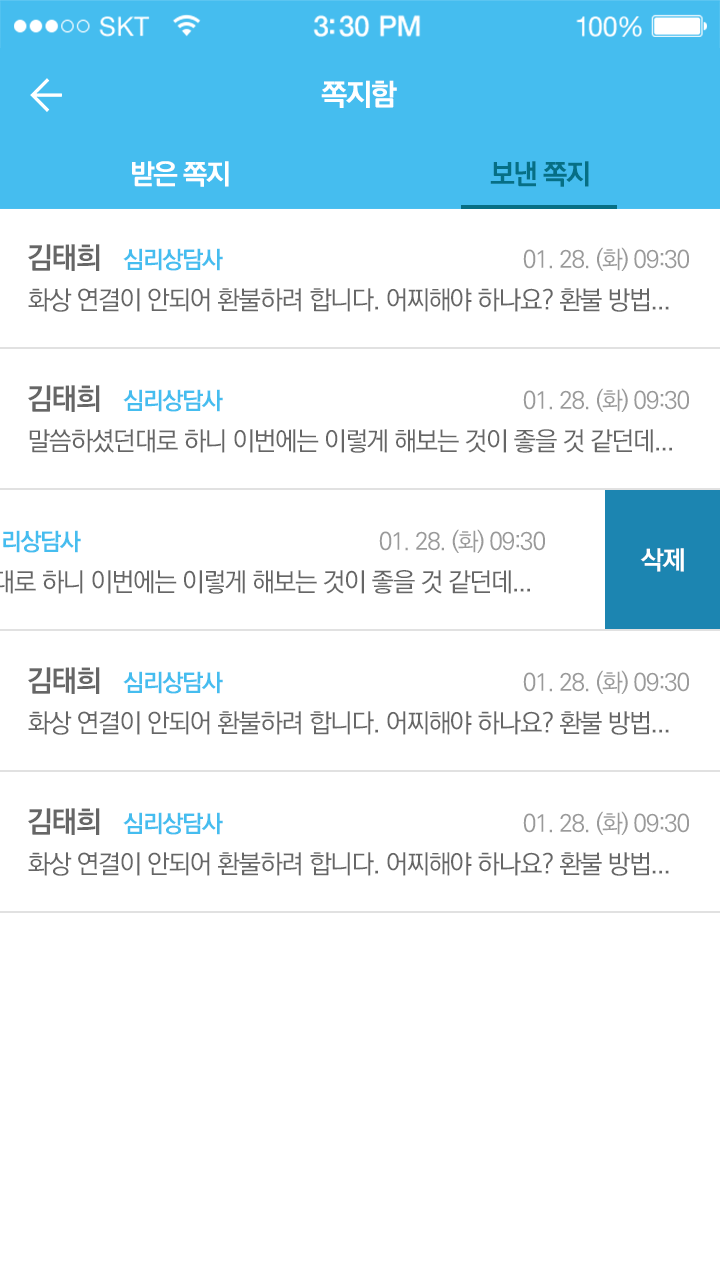 SKT 3:30 PM 100%
쪽지함
받은 쪽지 보낸 쪽지
김태희 심리상담사 01. 28. (화) 09:30
화상 연결이 안되어 환불하려 합니다. 어찌해야 하나요? 환불 방법...
김태희 심리상담사 01. 28. (화) 09:30
말씀하셨던대로 하니 이번에는 이렇게 해보는 것이 좋을 것 같던데...
리상담사 01. 28. (화) 09:30
대로 하니 이번에는 이렇게 해보는 것이 좋을 것 같던데...
삭제
김태희 심리상담사 01. 28. (화) 09:30
화상 연결이 안되어 환불하려 합니다. 어찌해야 하나요? 환불 방법...
김태희 심리상담사 01. 28. (화) 09:30
화상 연결이 안되어 환불하려 합니다. 어찌해야 하나요? 환불 방법...